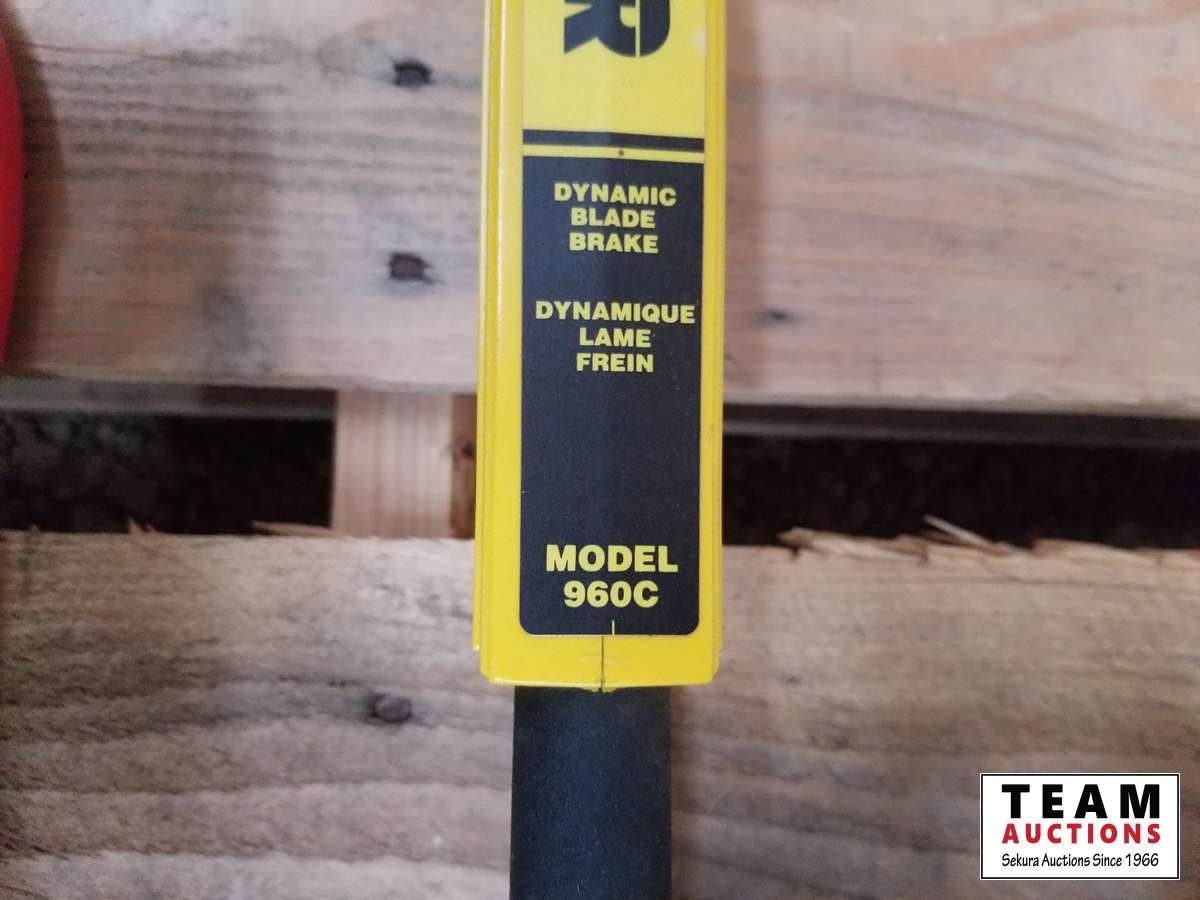 R
DYNAMIC
BLADE
BRAKE
DYNAMIQUE
LAME
FREIN
MODEL
960C
TEAM
AUCTIONS
Sekura Auctions Since 1966